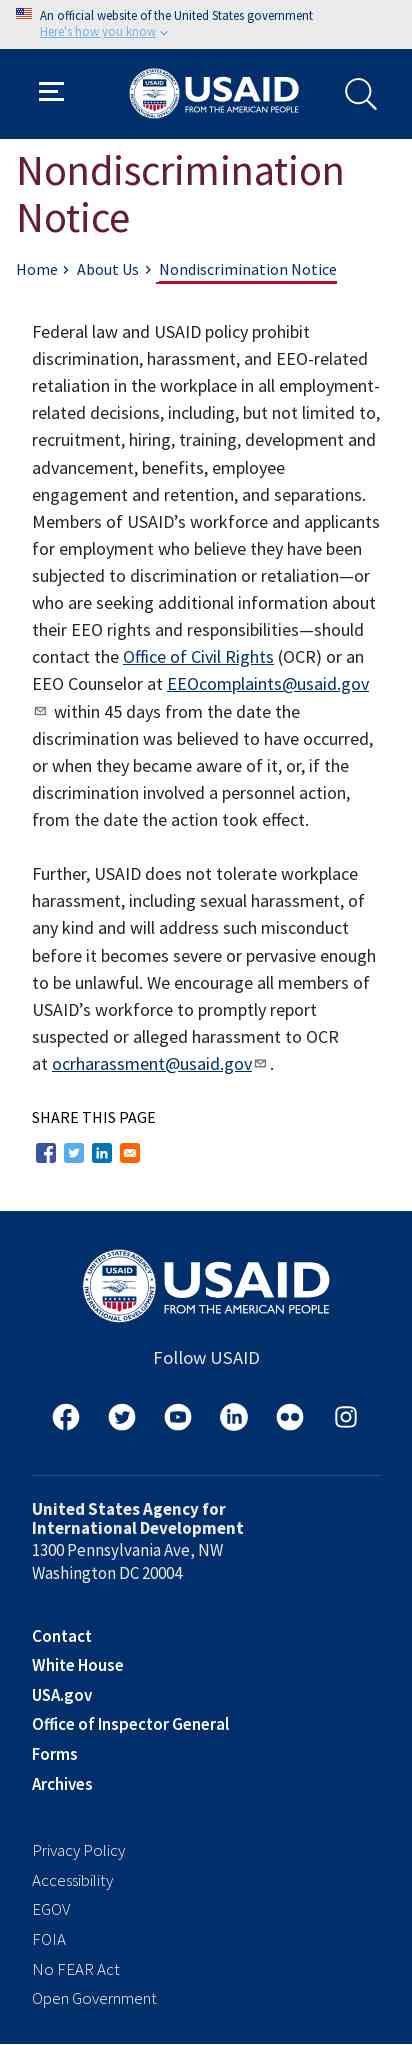 An official website of the United States government
Here's how you know
USAID
FROM THE AMERICAN PEOPLE
Nondiscrimination
Notice
Home > About Us > Nondiscrimination Notice
Federal law and USAID policy prohibit
discrimination, harassment, and EEO-related
retaliation in the workplace in all employment-
related decisions, including, but not limited to,
recruitment, hiring, training, development and
advancement, benefits, employee
engagement and retention, and separations.
Members of USAID’s workforce and applicants
for employment who believe they have been
subjected to discrimination or retaliation—or
who are seeking additional information about
their EEO rights and responsibilities—should
contact the Office of Civil Rights (OCR) or an
EEO Counselor at EEOcomplaints@usaid.gov
within 45 days from the date the
discrimination was believed to have occurred,
or when they became aware of it, or, if the
discrimination involved a personnel action,
from the date the action took effect.
Further, USAID does not tolerate workplace
harassment, including sexual harassment, of
any kind and will address such misconduct
before it becomes severe or pervasive enough
to be unlawful. We encourage all members of
USAID’s workforce to promptly report
suspected or alleged harassment to OCR
at ocrharassment@usaid.gov .
SHARE THIS PAGE
UNITED STATES AGENCY
USAID
INTERNATIONAL DEVELOPMENT
USAID
FROM THE AMERICAN PEOPLE
Follow USAID
United States Agency for
International Development
1300 Pennsylvania Ave, NW
Washington DC 20004
Contact
White House
USA.gov
Office of Inspector General
Forms
Archives
Privacy Policy
Accessibility
EGOV
FOIA
No FEAR Act
Open Government